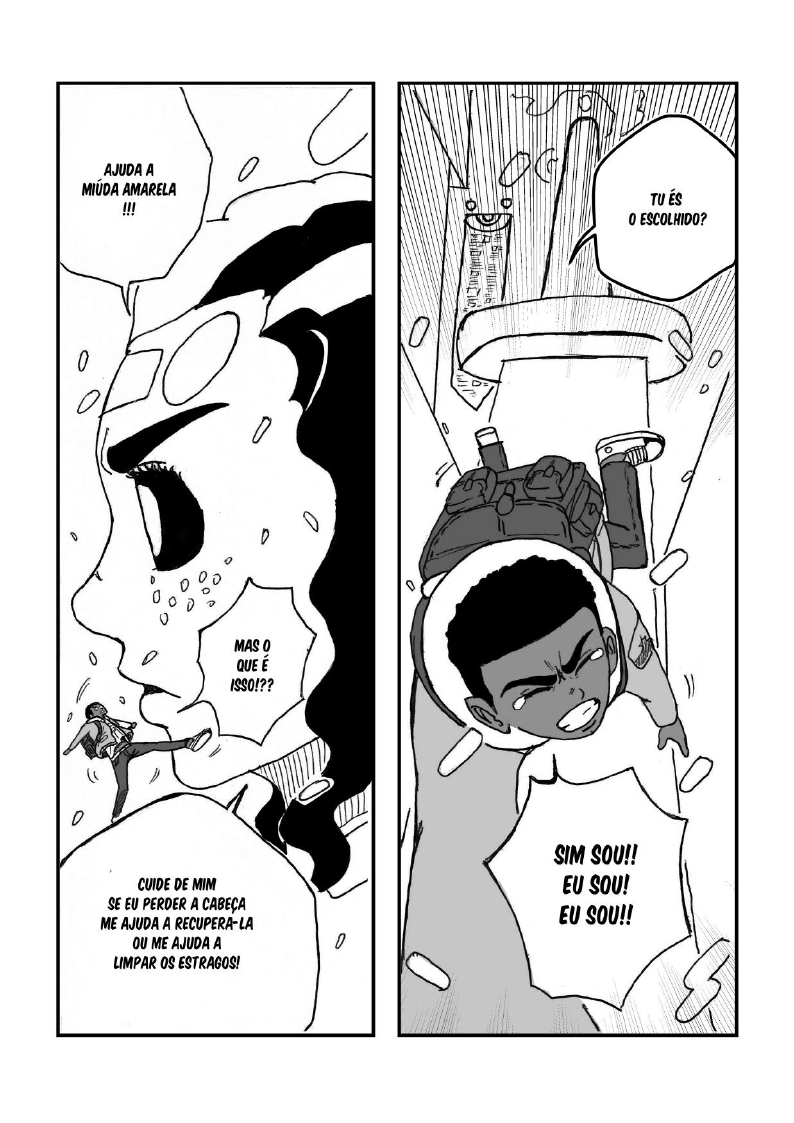 AJUDA A
MIÚDA AMARELA
!!!
MAS O
QUE É
ISSO!??
CUIDE DE MIM
SE EU PERDER A CABEÇA
ME AJUDA A RECUPERA-LA
OU ME AJUDA A
LIMPAR OS ESTRAGOS!
TU ÉS
O ESCOLHIDO?
SIM SOU!!
EU SOU!
EU SOU!!